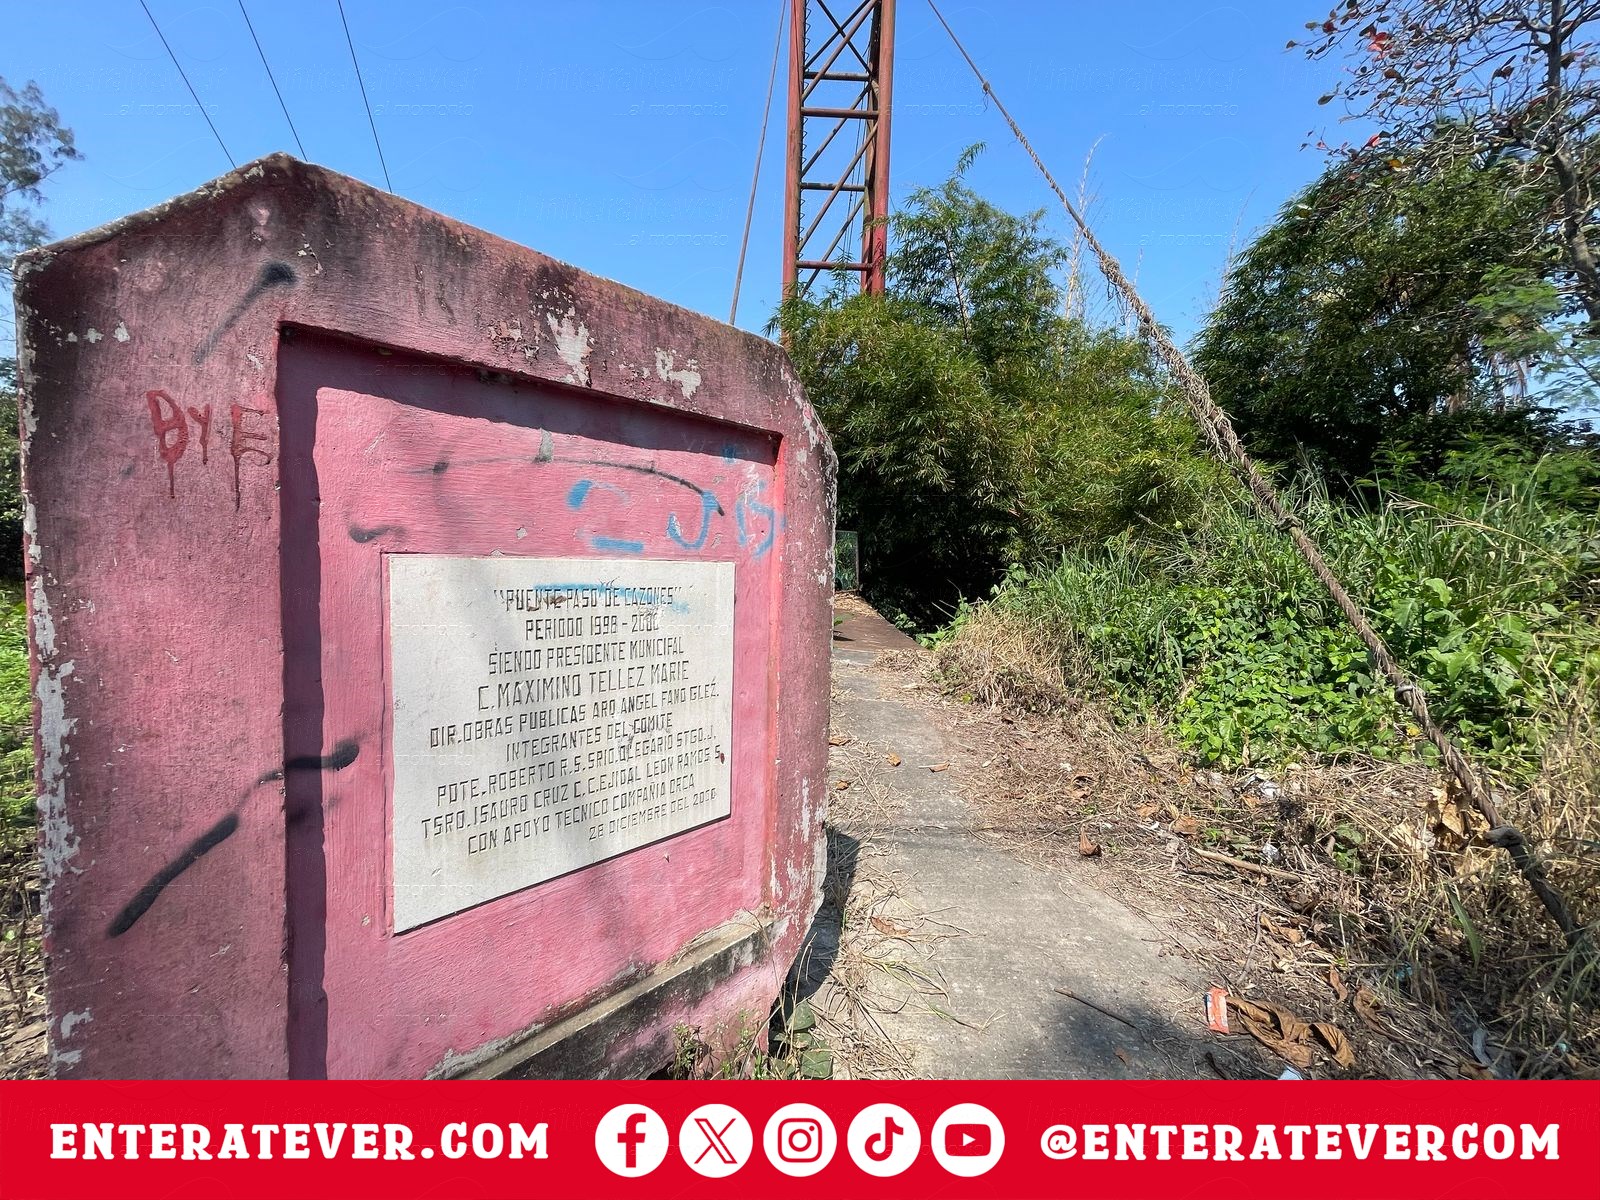 BYE
"PUENTE PASO DE CAZONES"
PERIODO 1998 - 2000
SIENDO PRESIDENTE MUNICIPAL
C. MAXIMINO TELLEZ MARIE
DIR. OBRAS PUBLICAS ARQ. ANGEL FANO GLEZ.
INTEGRANTES DEL COMITE
PDTE. ROBERTO R. S. SRIO. OLEGARIO STGO. J.
TSRO. ISAURO CRUZ C. C. EJIDAL LEON RAMOS S.
CON APOYO TECNICO COMPAÑIA ORCA
28 DICIEMBRE DEL 2000
ENTERATEVER.COM
@ENTERATEVERCOM